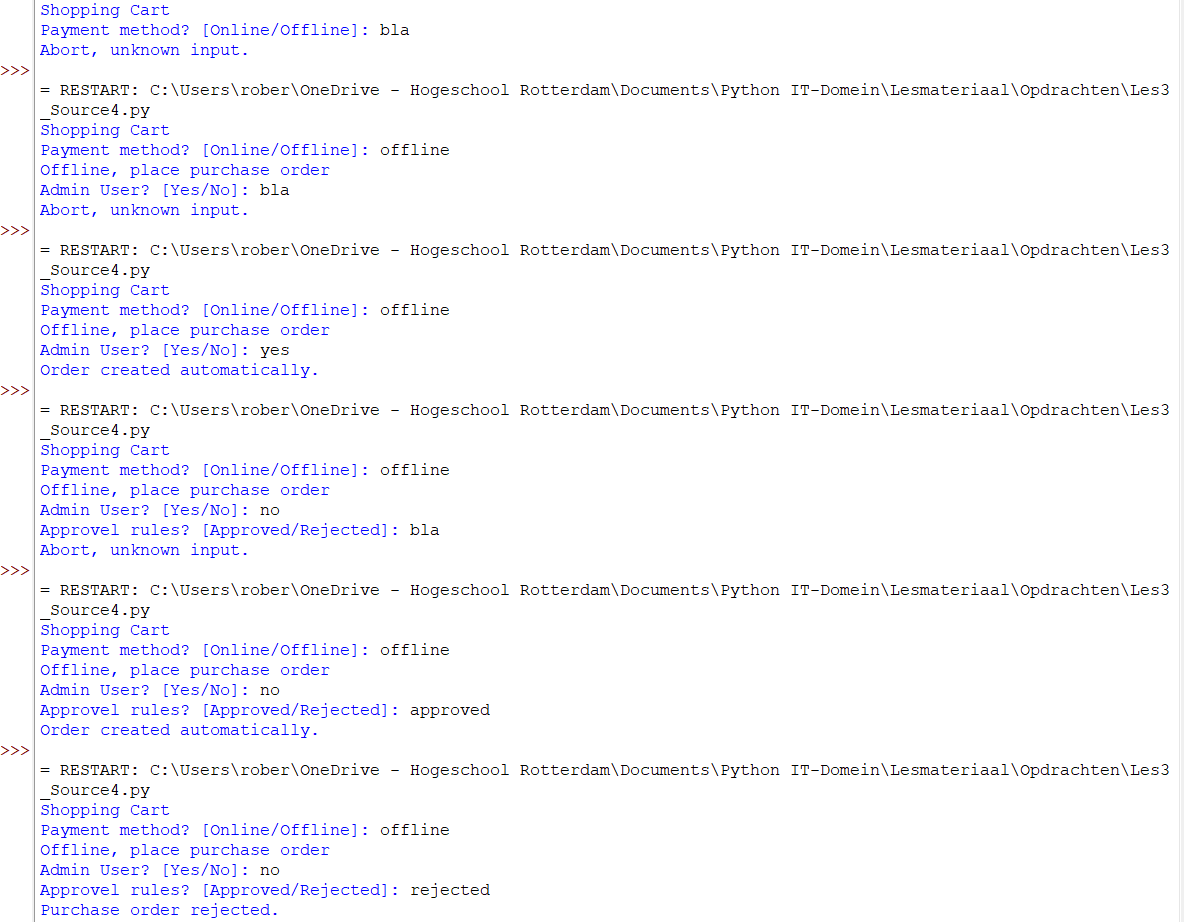 Shopping Cart
Payment method? [Online/Offline]: bla
Abort, unknown input.
>>>
= RESTART: C:\Users\rober\OneDrive - Hogeschool Rotterdam\Documents\Python IT-Domein\Lesmateriaal\Opdrachten\Les3
_Source4.py
Shopping Cart
Payment method? [Online/Offline]: offline
Offline, place purchase order
Admin User? [Yes/No]: bla
Abort, unknown input.
>>>
= RESTART: C:\Users\rober\OneDrive - Hogeschool Rotterdam\Documents\Python IT-Domein\Lesmateriaal\Opdrachten\Les3
_Source4.py
Shopping Cart
Payment method? [Online/Offline]: offline
Offline, place purchase order
Admin User? [Yes/No]: yes
Order created automatically.
>>>
= RESTART: C:\Users\rober\OneDrive - Hogeschool Rotterdam\Documents\Python IT-Domein\Lesmateriaal\Opdrachten\Les3
_Source4.py
Shopping Cart
Payment method? [Online/Offline]: offline
Offline, place purchase order
Admin User? [Yes/No]: no
Approvel rules? [Approved/Rejected]: bla
Abort, unknown input.
>>>
= RESTART: C:\Users\rober\OneDrive - Hogeschool Rotterdam\Documents\Python IT-Domein\Lesmateriaal\Opdrachten\Les3
_Source4.py
Shopping Cart
Payment method? [Online/Offline]: offline
Offline, place purchase order
Admin User? [Yes/No]: no
Approvel rules? [Approved/Rejected]: approved
Order created automatically.
>>>
= RESTART: C:\Users\rober\OneDrive - Hogeschool Rotterdam\Documents\Python IT-Domein\Lesmateriaal\Opdrachten\Les3
_Source4.py
Shopping Cart
Payment method? [Online/Offline]: offline
Offline, place purchase order
Admin User? [Yes/No]: no
Approvel rules? [Approved/Rejected]: rejected
Purchase order rejected.